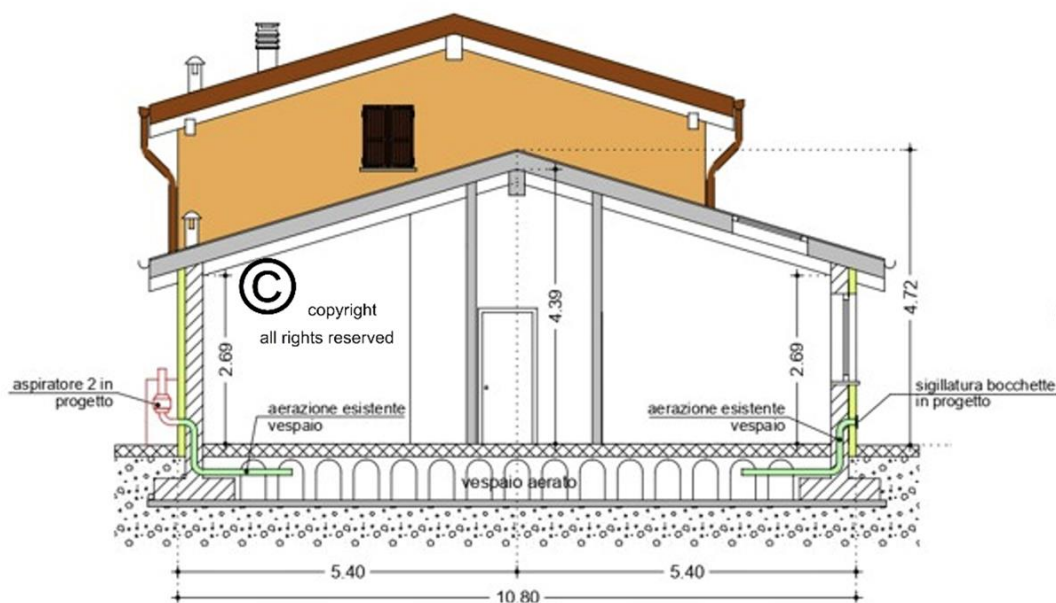 ©
copyright
all rights reserved
4.39
4.72
2.69
2.69
aspiratore 2 in
progetto
aerazione esistente
vespaio
aerazione esistente
vespaio
sigillatura bocchette
in progetto
vespaio aerato
5.40
5.40
10.80